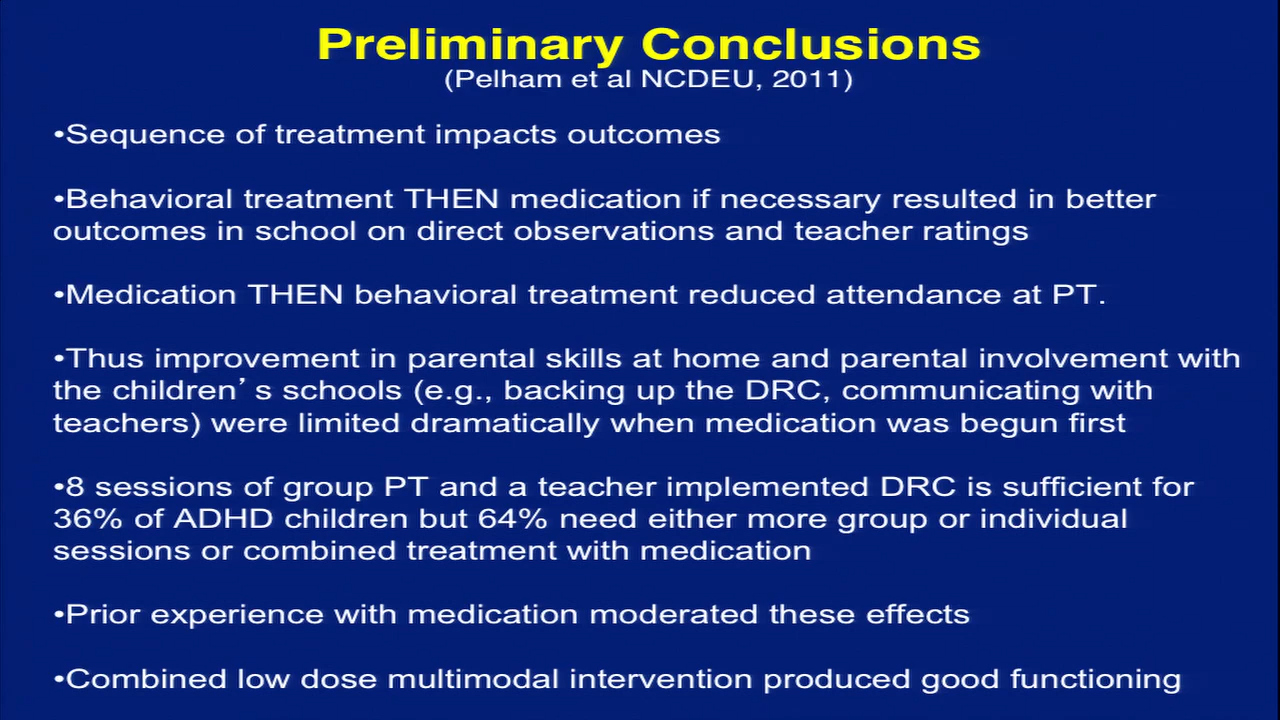 Preliminary Conclusions
(Pelham et al NCDEU, 2011)
•Sequence of treatment impacts outcomes
•Behavioral treatment THEN medication if necessary resulted in better
outcomes in school on direct observations and teacher ratings
•Medication THEN behavioral treatment reduced attendance at PT.
•Thus improvement in parental skills at home and parental involvement with
the children’s schools (e.g., backing up the DRC, communicating with
teachers) were limited dramatically when medication was begun first
•8 sessions of group PT and a teacher implemented DRC is sufficient for
36% of ADHD children but 64% need either more group or individual
sessions or combined treatment with medication
•Prior experience with medication moderated these effects
•Combined low dose multimodal intervention produced good functioning